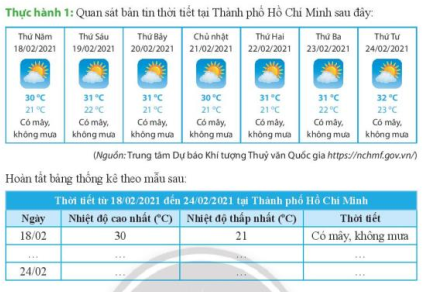 Thực hành 1: Quan sát bản tin thời tiết tại Thành phố Hồ Chí Minh sau đây:
Thứ Năm Thứ Sáu Thứ Bảy Chủ nhật Thứ Hai Thứ Ba Thứ Tư
18/02/2021 19/02/2021 20/02/2021 21/02/2021 22/02/2021 23/02/2021 24/02/2021
30 °C 31 °C 31 °C 30 °C 31 °C 31 °C 32 °C
21 °C 22 °C 21 °C 21 °C 22 °C 22 °C 23 °C
Có mây, Có mây, Có mây, Có mây, Có mây, Có mây, Có mây,
không mưa không mưa không mưa không mưa không mưa không mưa không mưa
(Nguồn: Trung tâm Dự báo Khí tượng Thuỷ văn Quốc gia https://nchmf.gov.vn/)
Hoàn tất bảng thống kê theo mẫu sau:
Thời tiết từ 18/02/2021 đến 24/02/2021 tại Thành phố Hồ Chí Minh
Ngày Nhiệt độ cao nhất (°C) Nhiệt độ thấp nhất (°C) Thời tiết
18/02 30 21 Có mây, không mưa
... ... ... ...
... ... ... ...
24/02